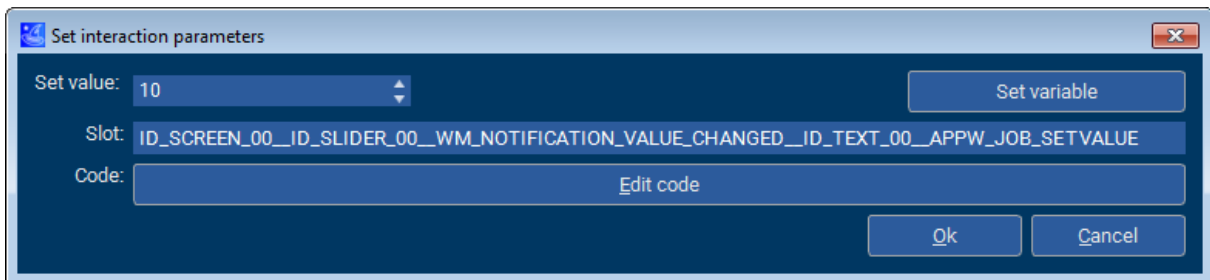 Set interaction parameters
Set value: 10 Set variable
Slot: ID_SCREEN_00__ID_SLIDER_00__WM_NOTIFICATION_VALUE_CHANGED__ID_TEXT_00__APPW_JOB_SETVALUE
Code: Edit code
Ok Cancel